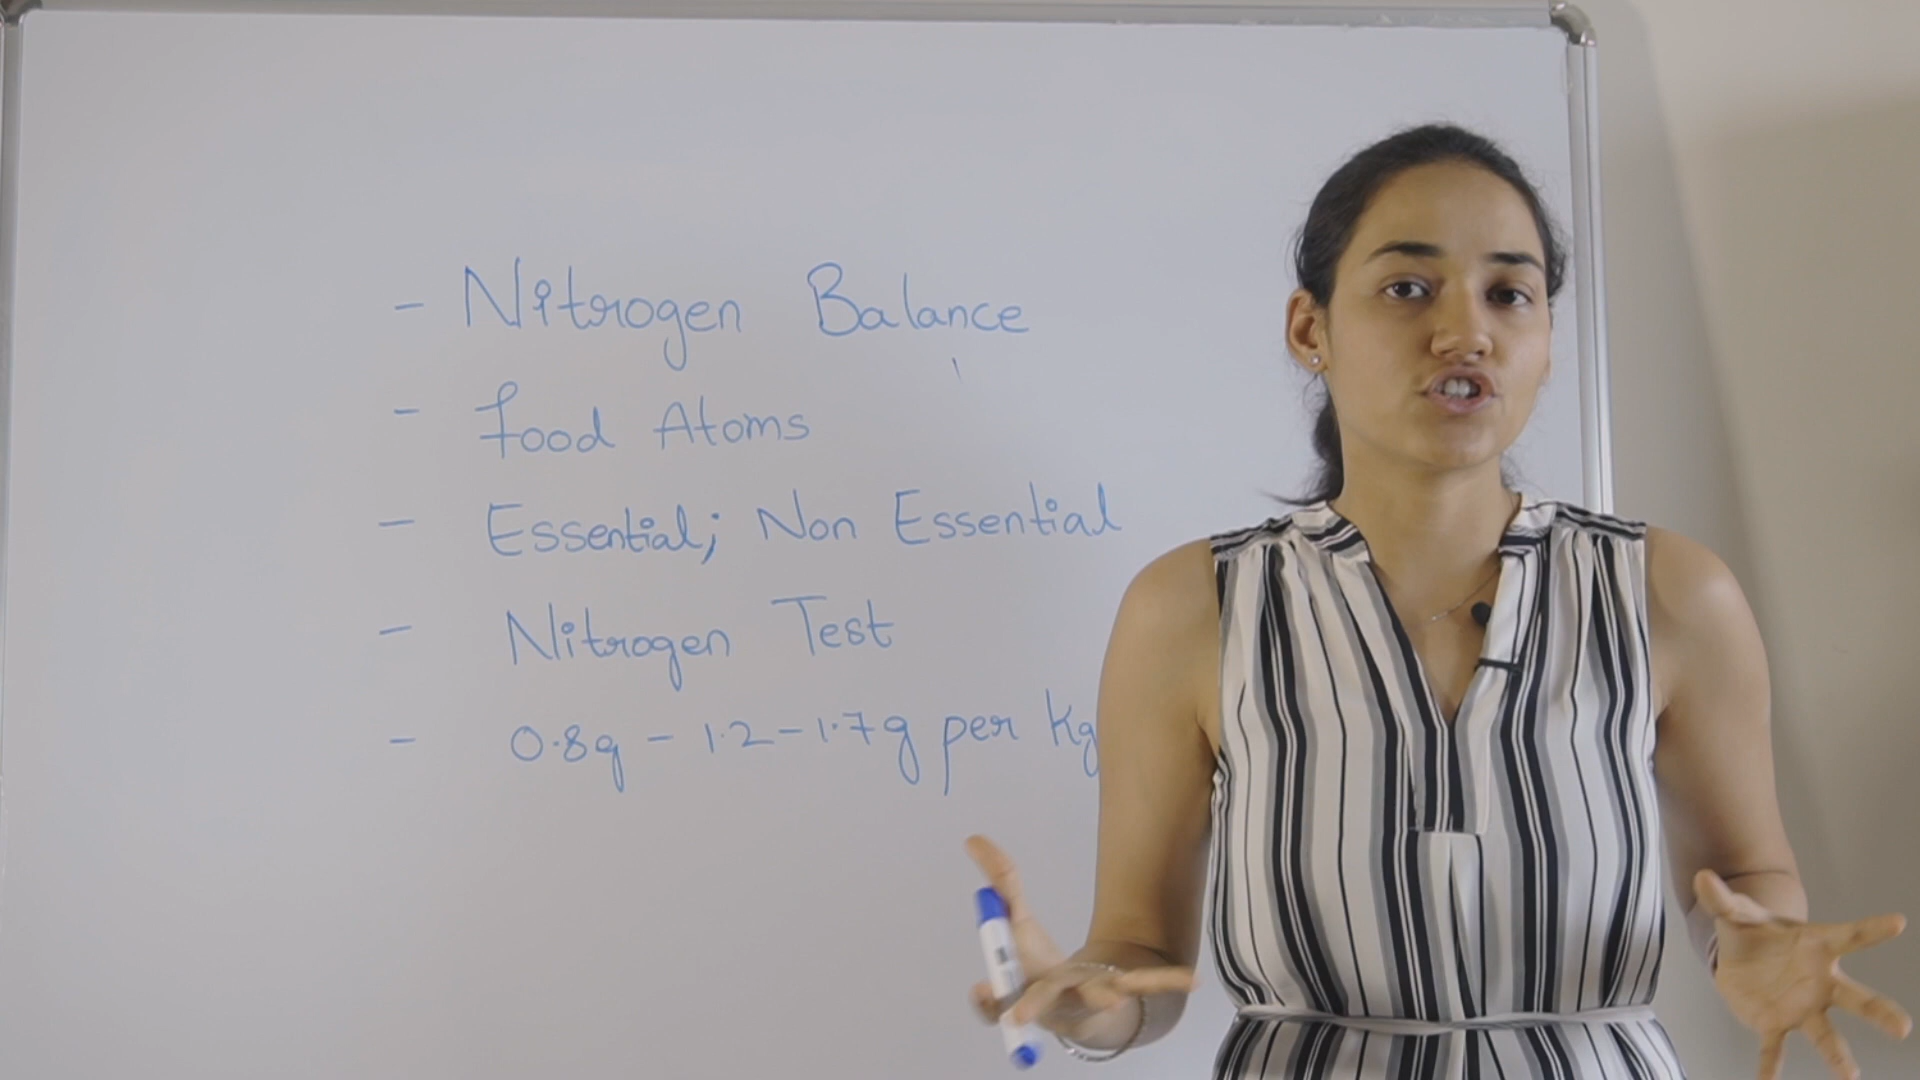 - Nitrogen Balance
- food Atoms
- Essential; Non Essential
- Nitrogen Test
- 0.8g - 1.2-1.7g per Kg